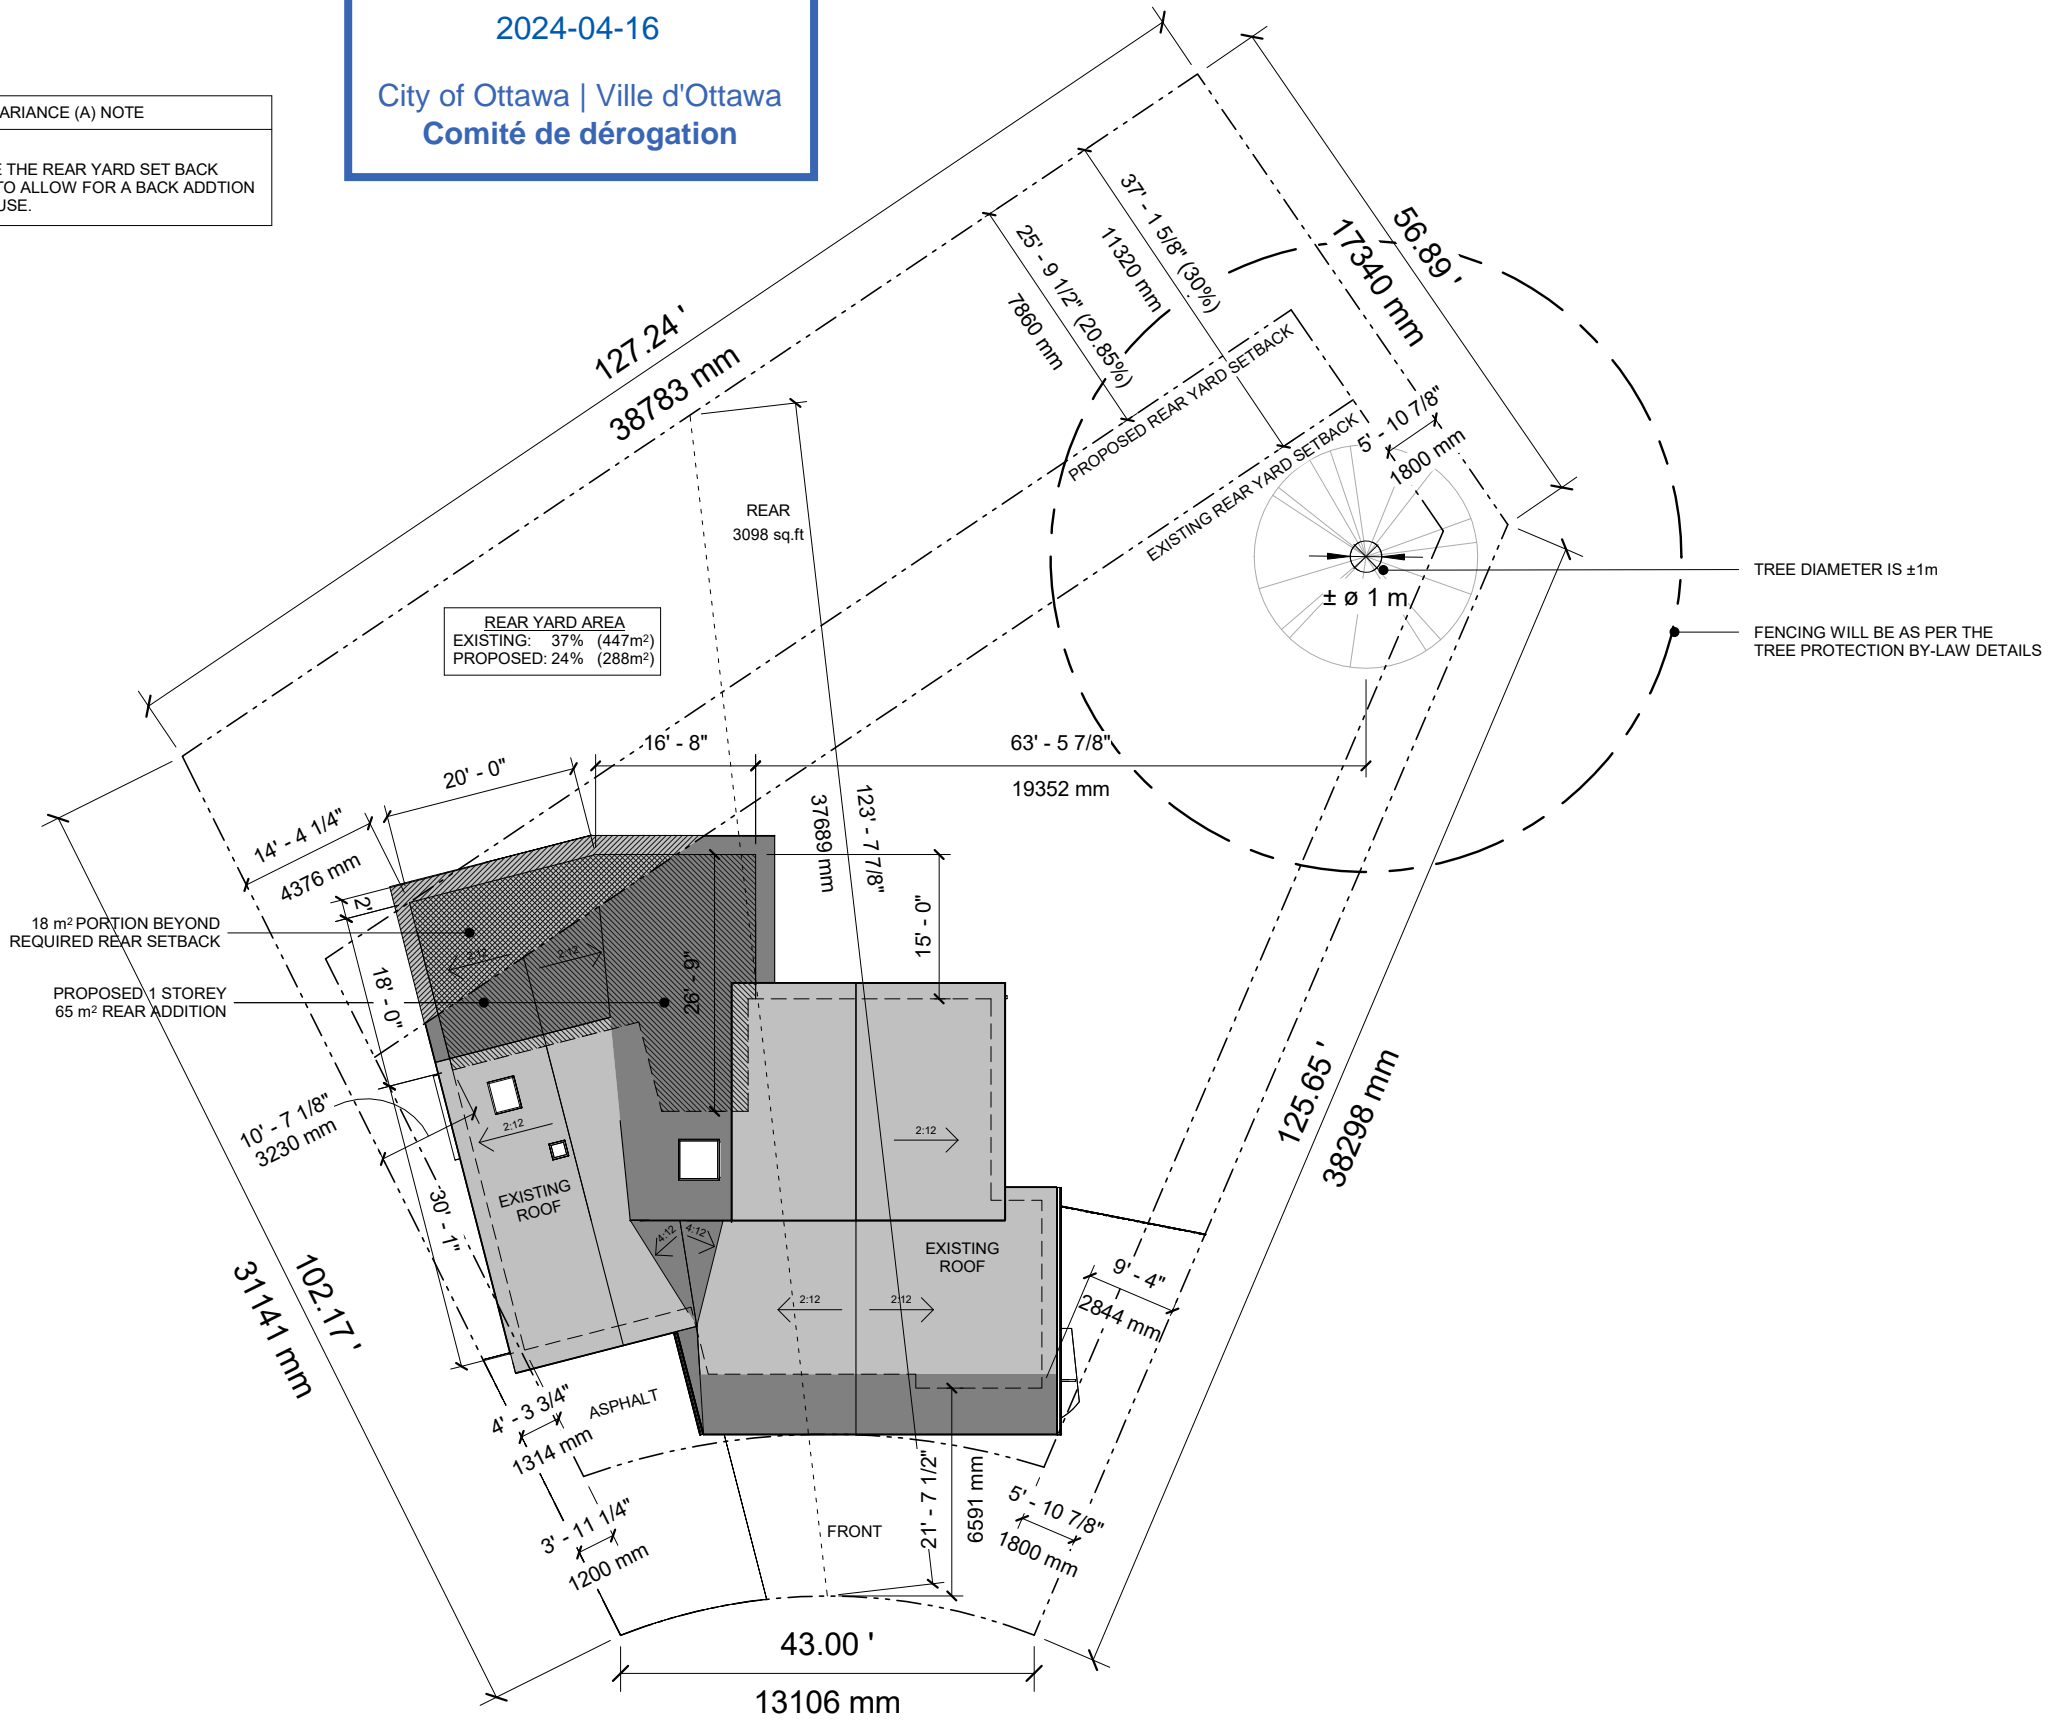 2024-04-16
City of Ottawa | Ville d'Ottawa
Comité de dérogation
ARIANCE (A) NOTE
E THE REAR YARD SET BACK
TO ALLOW FOR A BACK ADDTION
USE.
127.24 '
38783 mm
56.89 '
17340 mm
37' - 1 5/8" (30%)
11320 mm
25' - 9 1/2" (20.85%)
7860 mm
PROPOSED REAR YARD SETBACK
EXISTING REAR YARD SETBACK
5' - 10 7/8"
1800 mm
REAR
3098 sq.ft
TREE DIAMETER IS ±1m
± ø 1 m
FENCING WILL BE AS PER THE
TREE PROTECTION BY-LAW DETAILS
REAR YARD AREA
EXISTING: 37% (447m²)
PROPOSED: 24% (288m²)
16' - 8"
63' - 5 7/8"
19352 mm
20' - 0"
14' - 4 1/4"
4376 mm
2'
123' - 7 7/8"
37689 mm
15' - 0"
18 m² PORTION BEYOND
REQUIRED REAR SETBACK
2:12
2:12
18' - 0"
26' - 9"
PROPOSED 1 STOREY
65 m² REAR ADDITION
10' - 7 1/8"
3230 mm
2:12
2:12
EXISTING
ROOF
30' - 1"
4:12
4:12
EXISTING
ROOF
2:12
2:12
125.65 '
38298 mm
9' - 4"
2844 mm
102.17 '
31141 mm
4' - 3 3/4"
1314 mm
ASPHALT
3' - 11 1/4"
1200 mm
FRONT
21' - 7 1/2"
6591 mm
5' - 10 7/8"
1800 mm
43.00 '
13106 mm